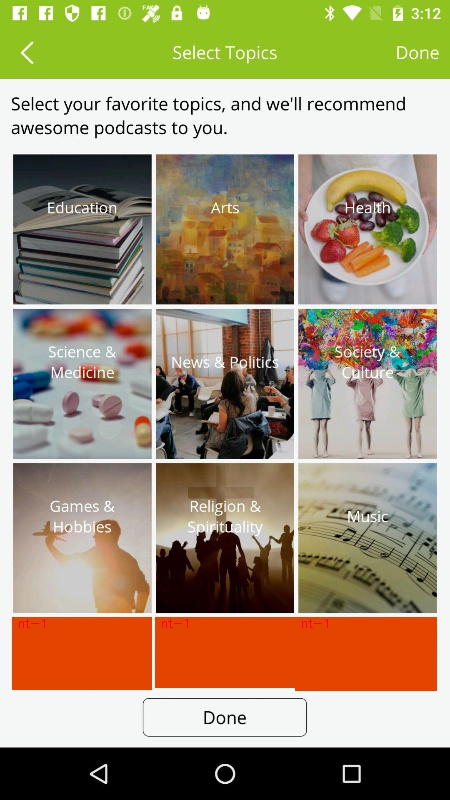 3:12
Select Topics
Done
Select your favorite topics, and we'll recommend
awesome podcasts to you.
Education
Arts
Health
Science &
Medicine
News & Politics
Society &
Culture
Games &
Hobbies
Religion &
Spirituality
Music
nt-1
nt-1
nt-1
Done